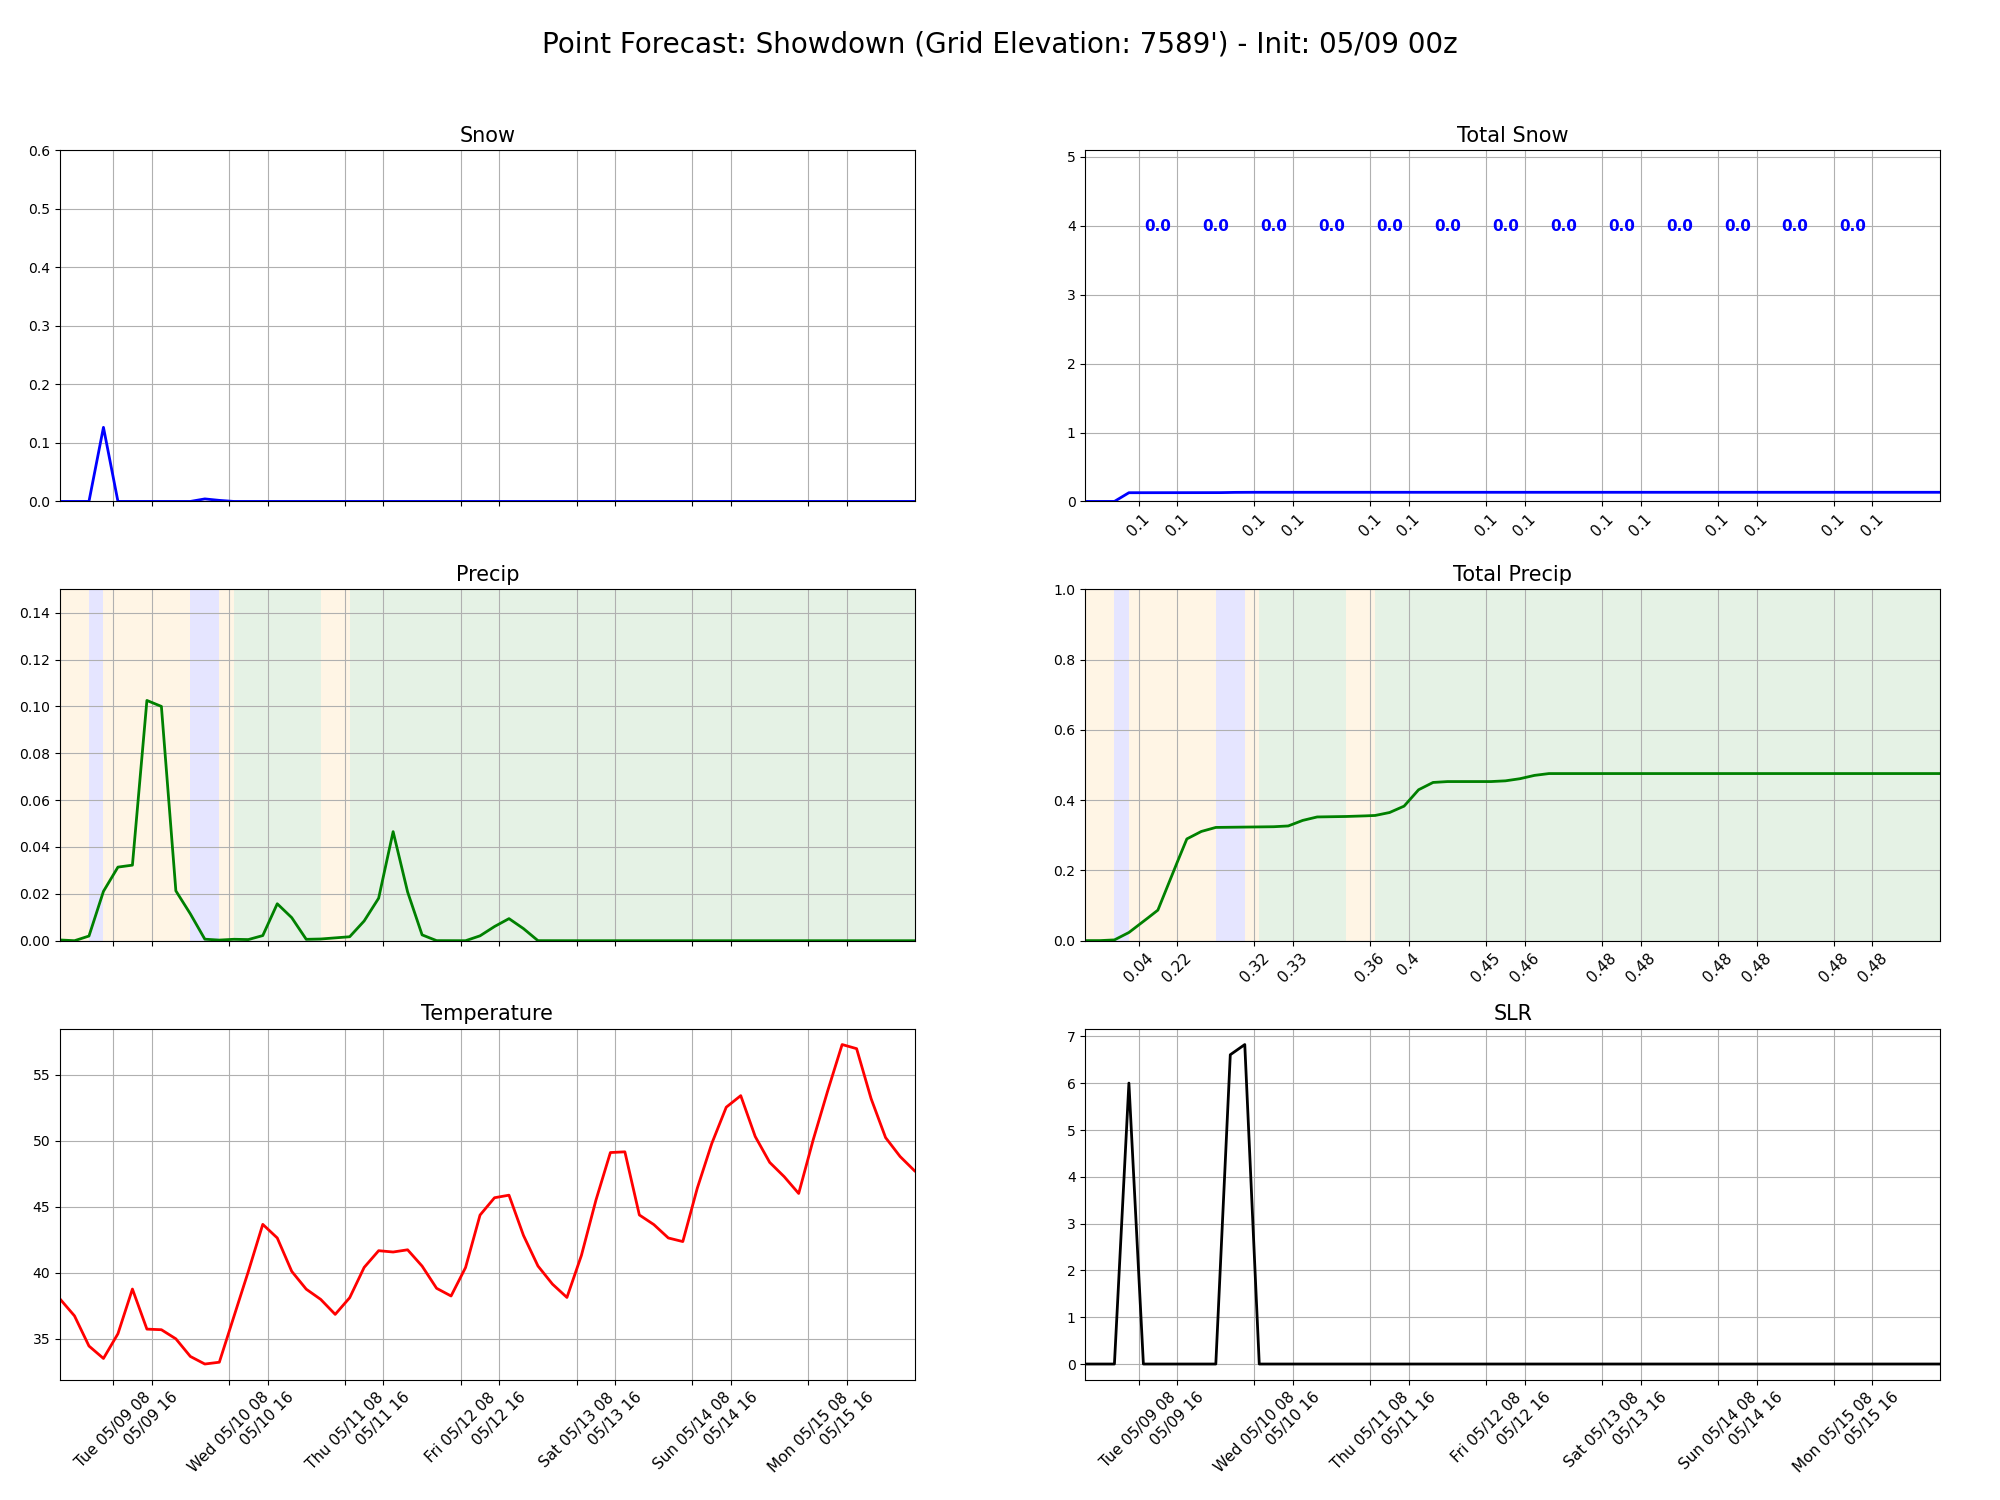 Point Forecast: Showdown (Grid Elevation: 7589') - Init: 05/09 00z
Snow
0.6
0.5
0.4
0.3
0.2
0.1
0.0
Total Snow
5
4
3
2
1
0
0.0 0.0 0.0 0.0 0.0 0.0 0.0 0.0 0.0 0.0 0.0 0.0 0.0
0.1 0.1 0.1 0.1 0.1 0.1 0.1 0.1 0.1 0.1 0.1 0.1 0.1 0.1
Precip
0.14
0.12
0.10
0.08
0.06
0.04
0.02
0.00
Total Precip
1.0
0.8
0.6
0.4
0.2
0.0
0.04 0.22 0.32 0.33 0.36 0.4 0.45 0.46 0.48 0.48 0.48 0.48 0.48 0.48
Temperature
55
50
45
40
35
Tue 05/09 08
05/09 16
Wed 05/10 08
05/10 16
Thu 05/11 08
05/11 16
Fri 05/12 08
05/12 16
Sat 05/13 08
05/13 16
Sun 05/14 08
05/14 16
Mon 05/15 08
05/15 16
SLR
7
6
5
4
3
2
1
0
Tue 05/09 08
05/09 16
Wed 05/10 08
05/10 16
Thu 05/11 08
05/11 16
Fri 05/12 08
05/12 16
Sat 05/13 08
05/13 16
Sun 05/14 08
05/14 16
Mon 05/15 08
05/15 16